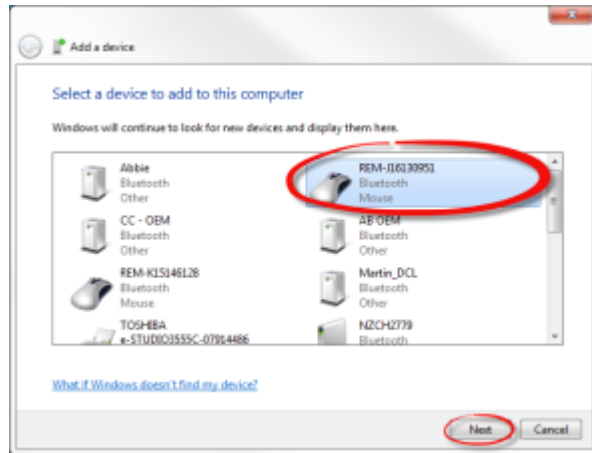 Add a device
Select a device to add to this computer
Windows will continue to look for new devices and display them here.
Abbie
Bluetooth
Other
REM-J16130951
Bluetooth
Mouse
CC - OEM
Bluetooth
Other
AB OEM
Bluetooth
Other
REM-K15146128
Bluetooth
Mouse
Martin_DCL
Bluetooth
Other
TOSHIBA
e-STUDIO3555C-07914486
NZCH2779
Bluetooth
What if Windows doesn't find my device?
Next
Cancel